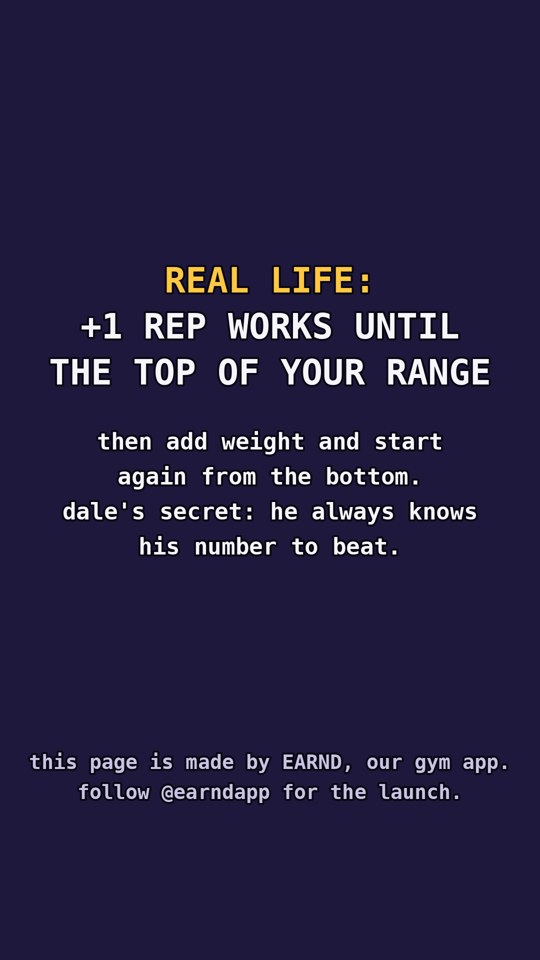 REAL LIFE:
+1 REP WORKS UNTIL
THE TOP OF YOUR RANGE
then add weight and start
again from the bottom.
dale's secret: he always knows
his number to beat.
this page is made by EARND, our gym app.
follow @earndapp for the launch.